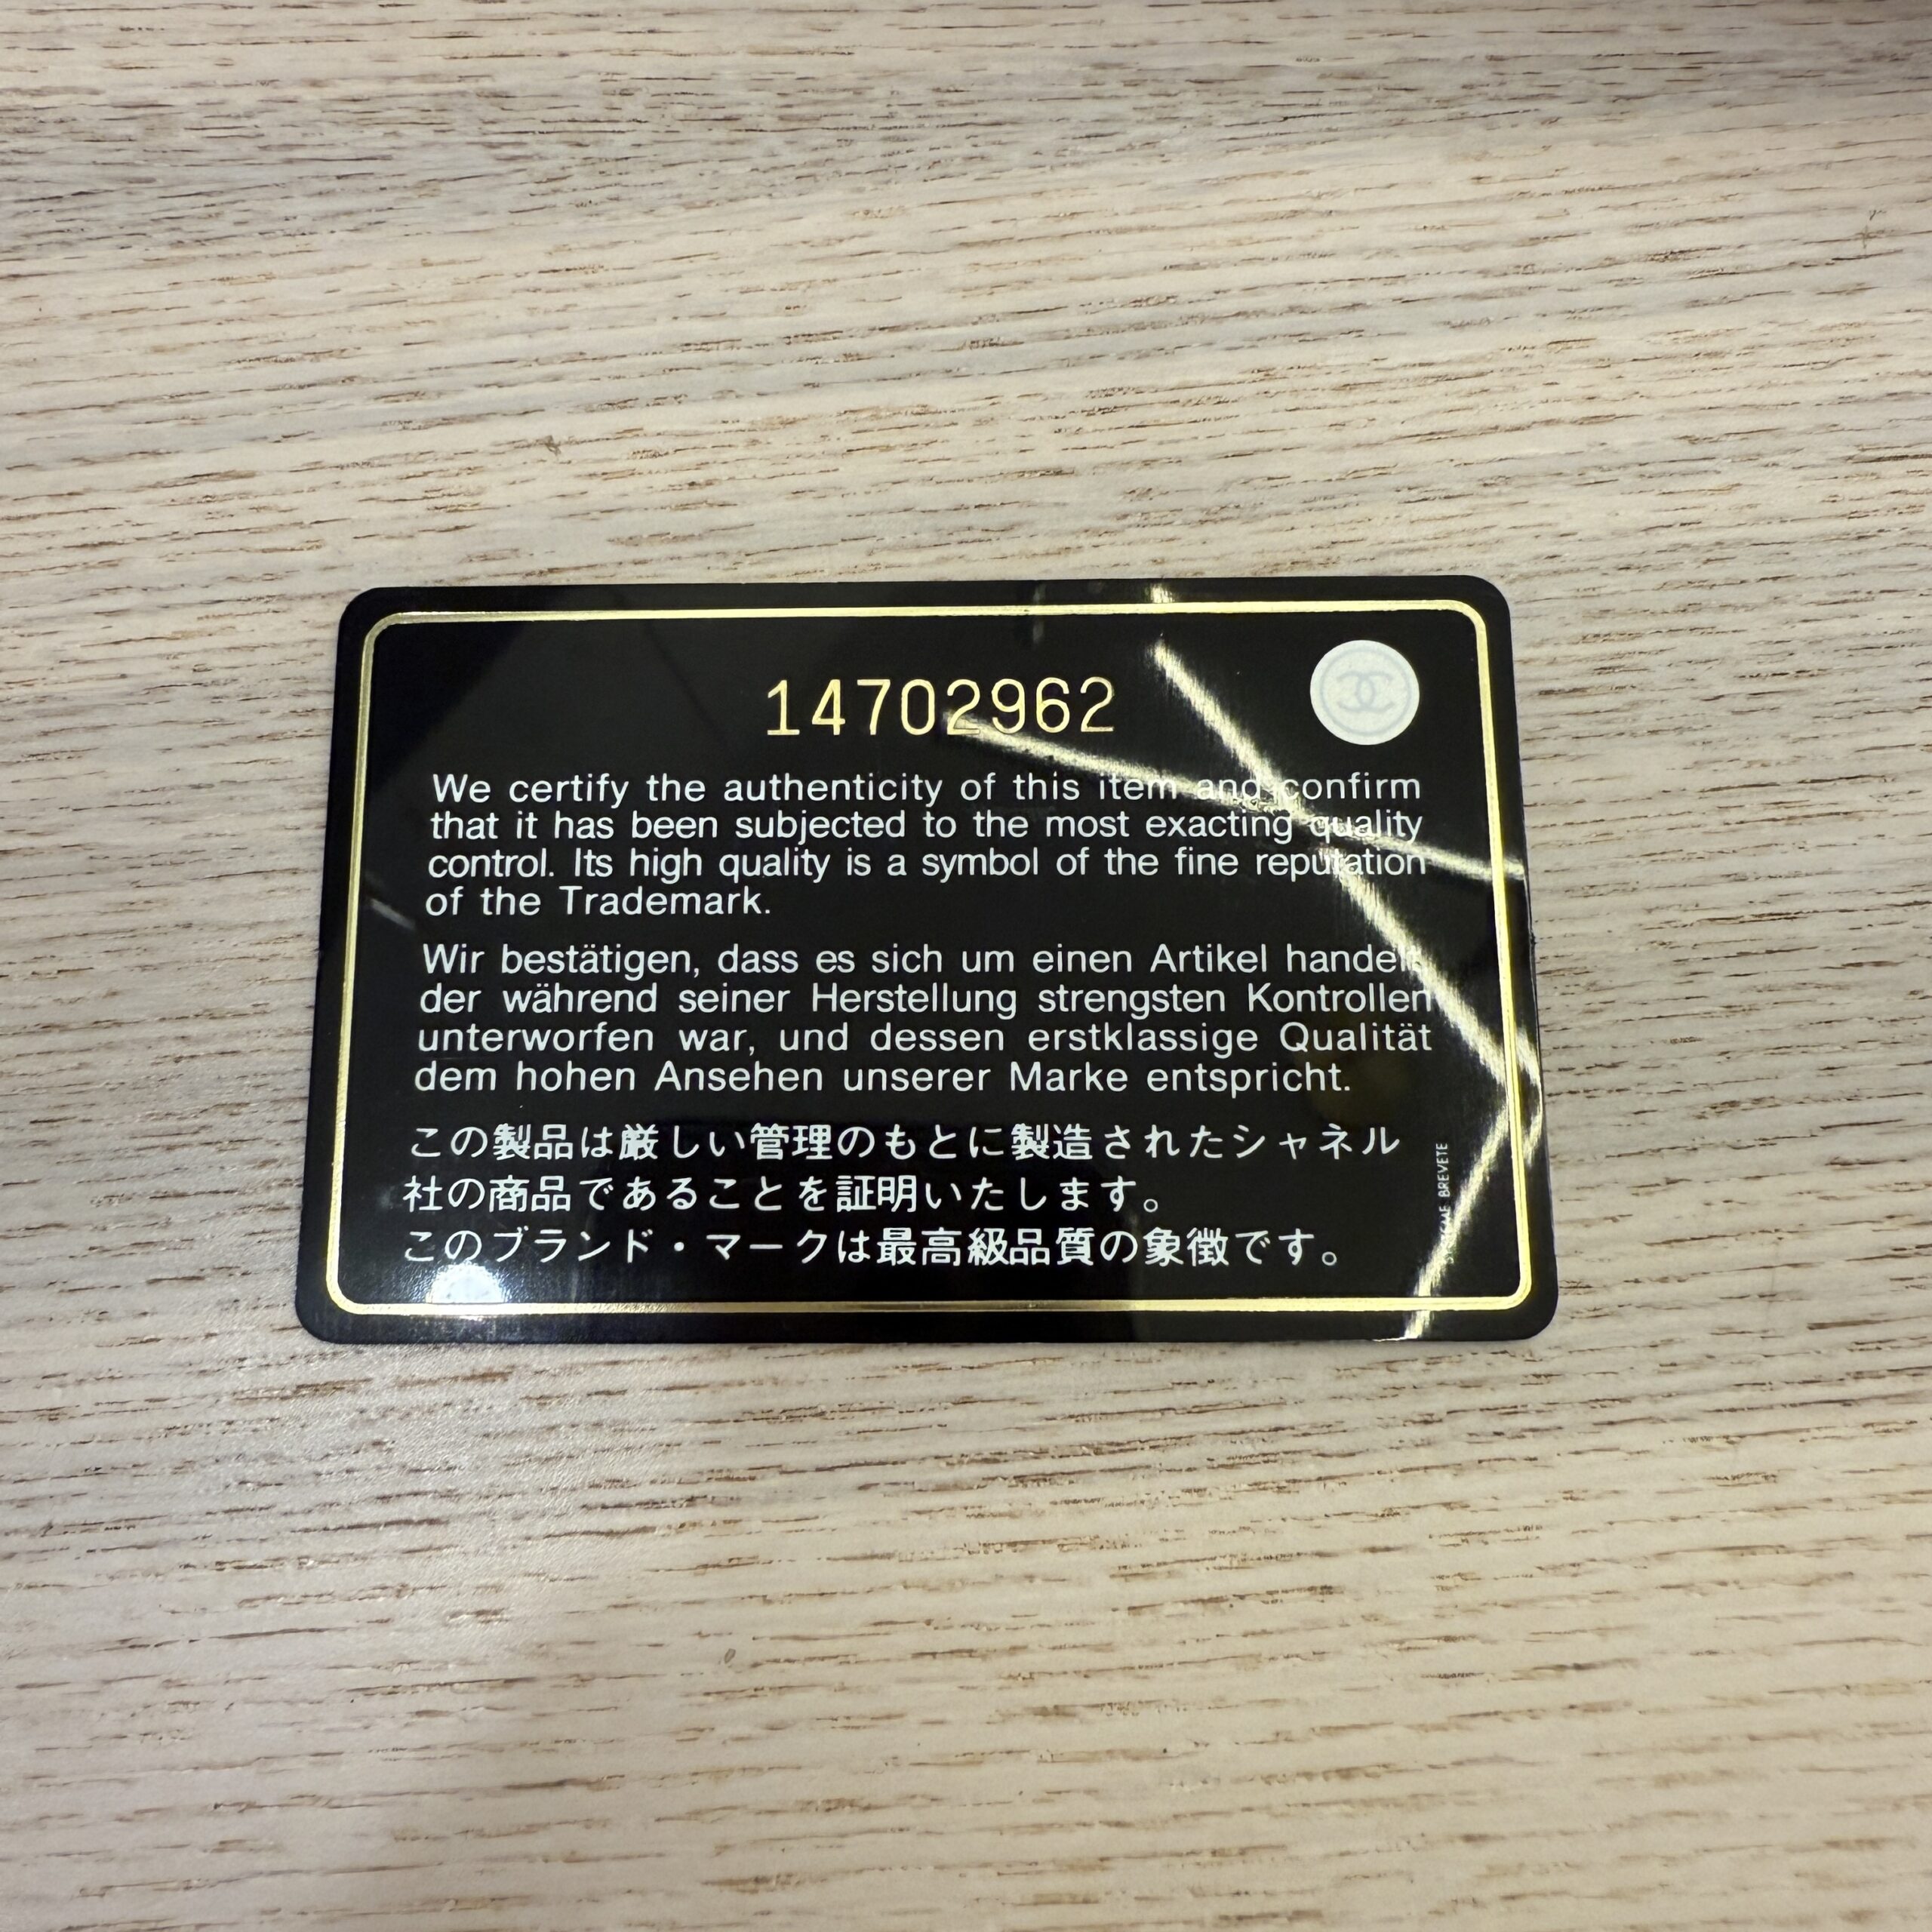 14702962
We certify the authenticity of this item and confirm
that it has been subjected to the most exacting quality
control. Its high quality is a symbol of the fine reputation
of the Trademark.
Wir bestätigen, dass es sich um einen Artikel handelt,
der während seiner Herstellung strengsten Kontrollen
unterworfen war, und dessen erstklassige Qualität
dem hohen Ansehen unserer Marke entspricht.
この製品は厳しい管理のもとに製造されたシャネル
社の商品であることを証明いたします。
このブランド・マークは最高級品質の象徴です。
BREVETE